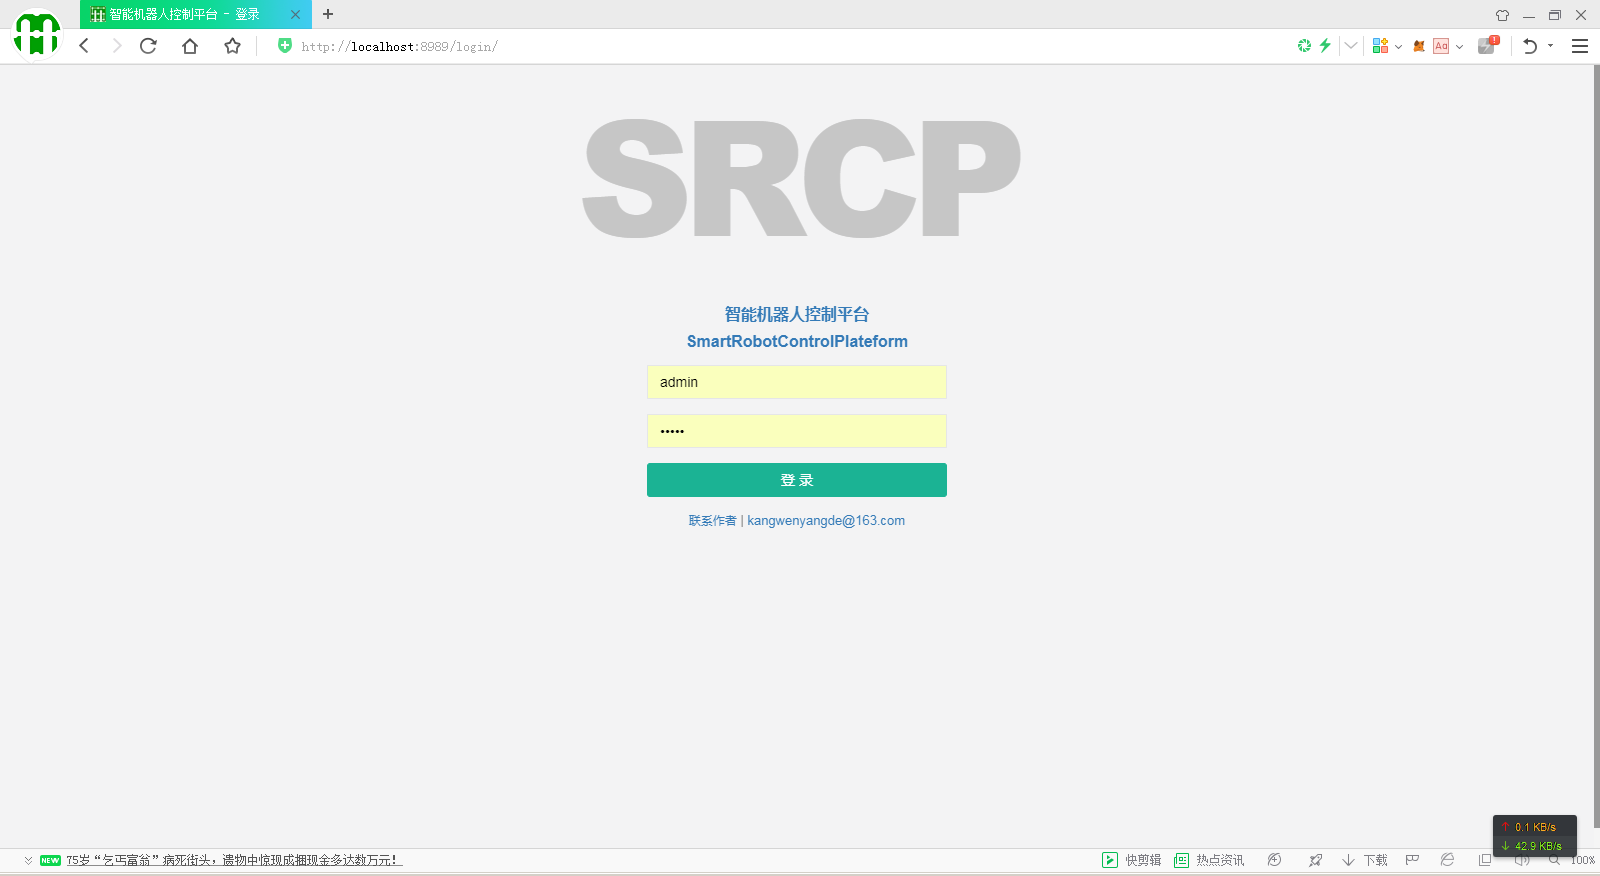 智能机器人控制平台 - 登录
http://localhost:8989/login/
Aa
SRCP
智能机器人控制平台
SmartRobotControlPlateform
admin
•••••
登 录
联系作者 | kangwenyangde@163.com
↑ 0.1 KB/s
↓ 42.9 KB/s
NEW 75岁“乞丐富翁”病死街头，遗物中惊现成捆现金多达数万元！
快剪辑 热点资讯 下载 100%